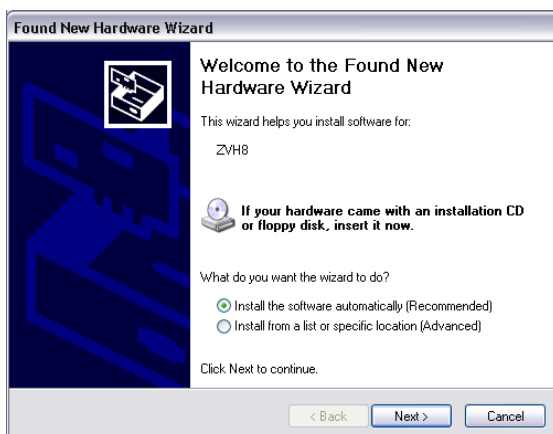 Found New Hardware Wizard
Welcome to the Found New
Hardware Wizard
This wizard helps you install software for:
ZVH8
If your hardware came with an installation CD
or floppy disk, insert it now.
What do you want the wizard to do?
Install the software automatically (Recommended)
Install from a list or specific location (Advanced)
Click Next to continue.
< Back
Next >
Cancel